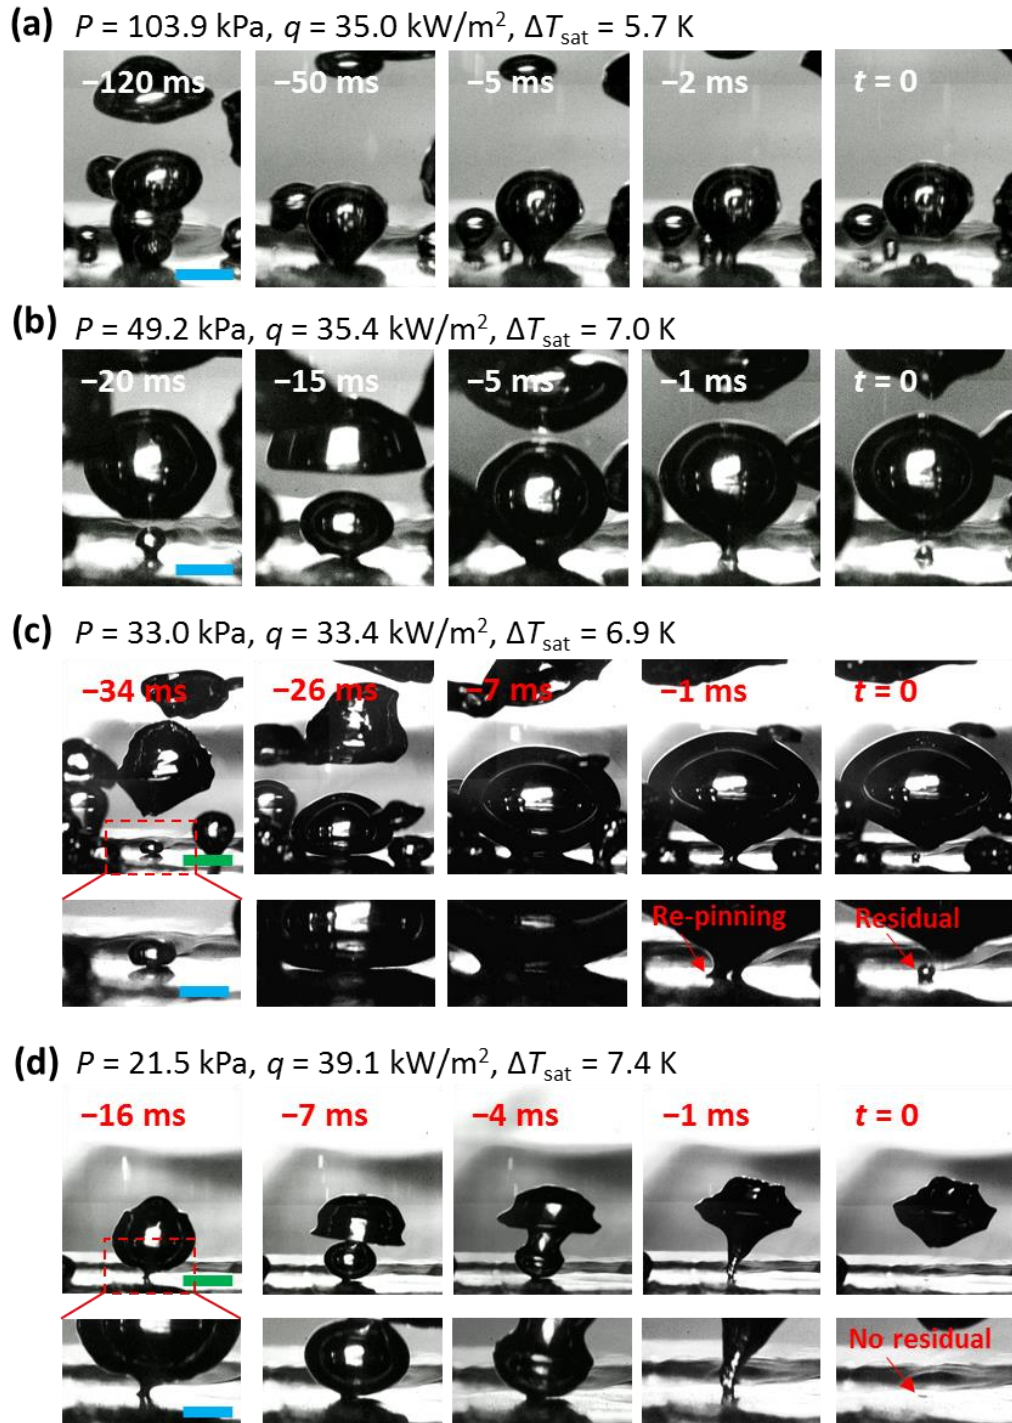 (a) P = 103.9 kPa, q = 35.0 kW/m², ΔTsat = 5.7 K
−120 ms −50 ms −5 ms −2 ms t = 0
(b) P = 49.2 kPa, q = 35.4 kW/m², ΔTsat = 7.0 K
−20 ms −15 ms −5 ms −1 ms t = 0
(c) P = 33.0 kPa, q = 33.4 kW/m², ΔTsat = 6.9 K
−34 ms −26 ms −7 ms −1 ms t = 0
Re-pinning Residual
(d) P = 21.5 kPa, q = 39.1 kW/m², ΔTsat = 7.4 K
−16 ms −7 ms −4 ms −1 ms t = 0
No residual